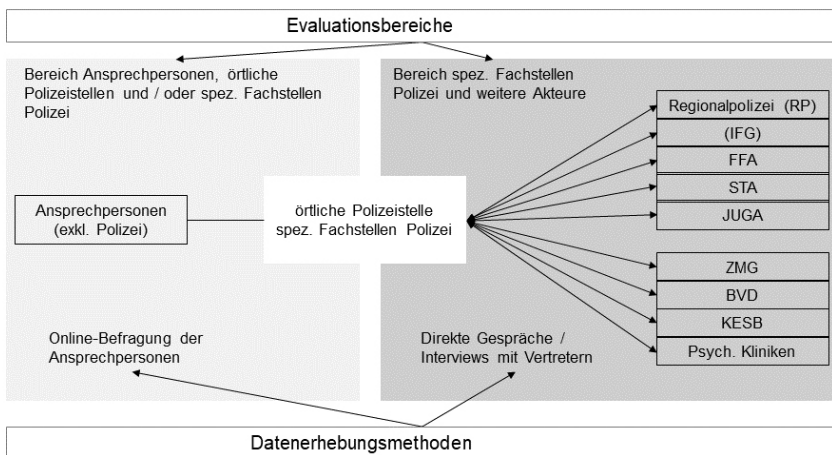 Evaluationsbereiche
Bereich Ansprechpersonen, örtliche
Polizeistellen und / oder spez. Fachstellen
Polizei
Bereich spez. Fachstellen
Polizei und weitere Akteure
Ansprechpersonen
(exkl. Polizei)
örtliche Polizeistelle
spez. Fachstellen Polizei
Regionalpolizei (RP)
(IFG)
FFA
STA
JUGA
ZMG
BVD
KESB
Psych. Kliniken
Online-Befragung der
Ansprechpersonen
Direkte Gespräche /
Interviews mit Vertretern
Datenerhebungsmethoden